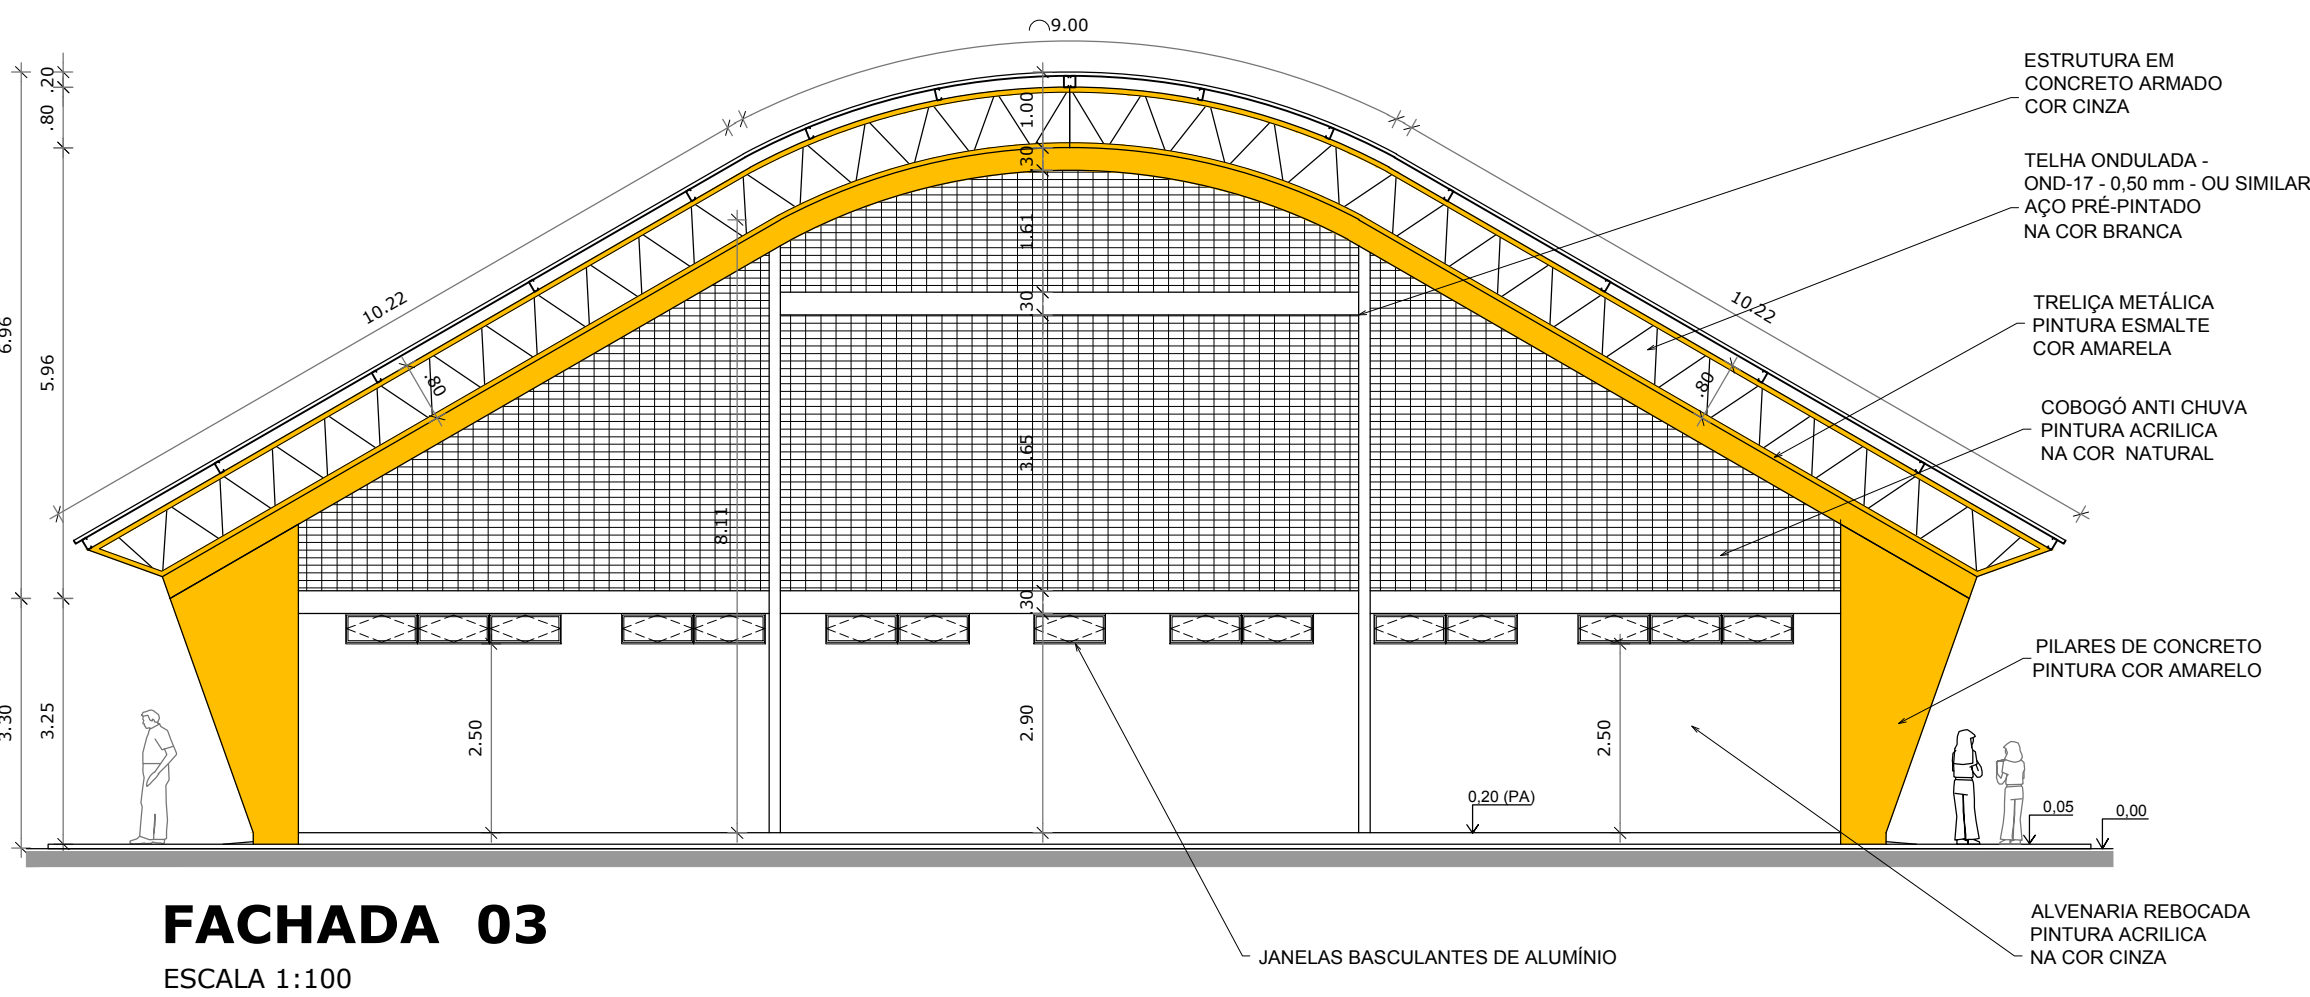 9.00
ESTRUTURA EM
CONCRETO ARMADO
COR CINZA
.20
.80
1.00
.30
TELHA ONDULADA -
OND-17 - 0,50 mm - OU SIMILAR
AÇO PRÉ-PINTADO
NA COR BRANCA
1.61
10.22
.30
10.22
TRELIÇA METÁLICA
PINTURA ESMALTE
COR AMARELA
6.96
5.96
.80
.80
COBOGÓ ANTI CHUVA
PINTURA ACRILICA
NA COR NATURAL
3.65
8.11
.30
PILARES DE CONCRETO
PINTURA COR AMARELO
3.30
3.25
2.50
2.90
2.50
0,20 (PA)
0,05
0,00
FACHADA 03
ESCALA 1:100
JANELAS BASCULANTES DE ALUMÍNIO
ALVENARIA REBOCADA
PINTURA ACRILICA
NA COR CINZA